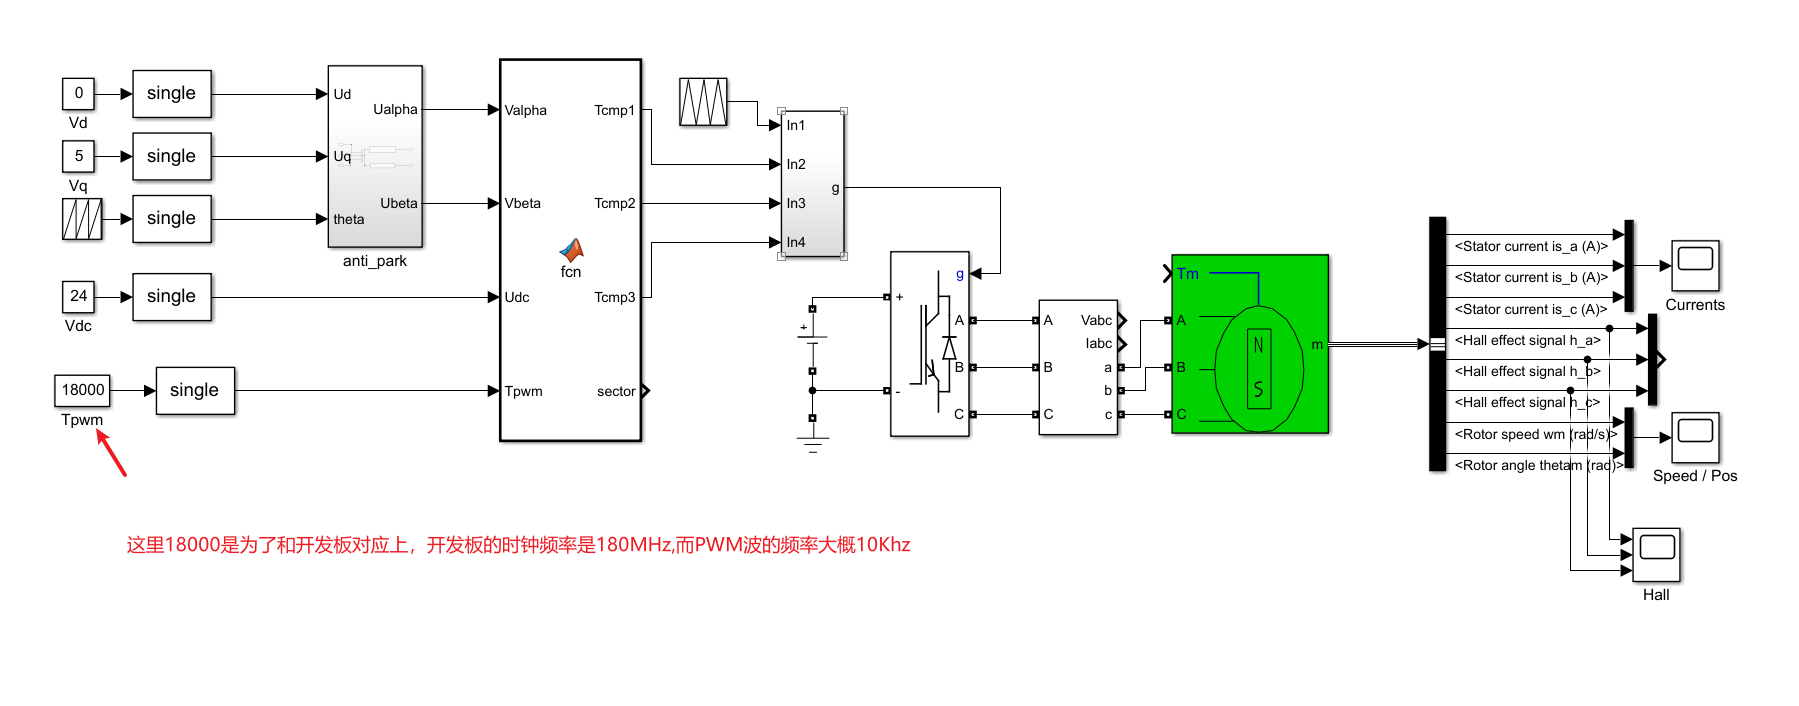 0
Vd
single
5
Vq
single
single
24
Vdc
single
18000
Tpwm
single
Ud
Uq
theta
Ualpha
Ubeta
anti_park
Valpha
Vbeta
Udc
Tpwm
fcn
Tcmp1
Tcmp2
Tcmp3
sector
In1
In2
In3
In4
g
g
+
-
A
B
C
+
A
B
C
Vabc
Iabc
a
b
c
Tm
A
B
C
N
S
m
<Stator current is_a (A)>
<Stator current is_b (A)>
<Stator current is_c (A)>
<Hall effect signal h_a>
<Hall effect signal h_b>
<Hall effect signal h_c>
<Rotor speed wm (rad/s)>
<Rotor angle thetam (rad)>
Currents
Speed / Pos
Hall
这里18000是为了和开发板对应上，开发板的时钟频率是180MHz,而PWM波的频率大概10Khz